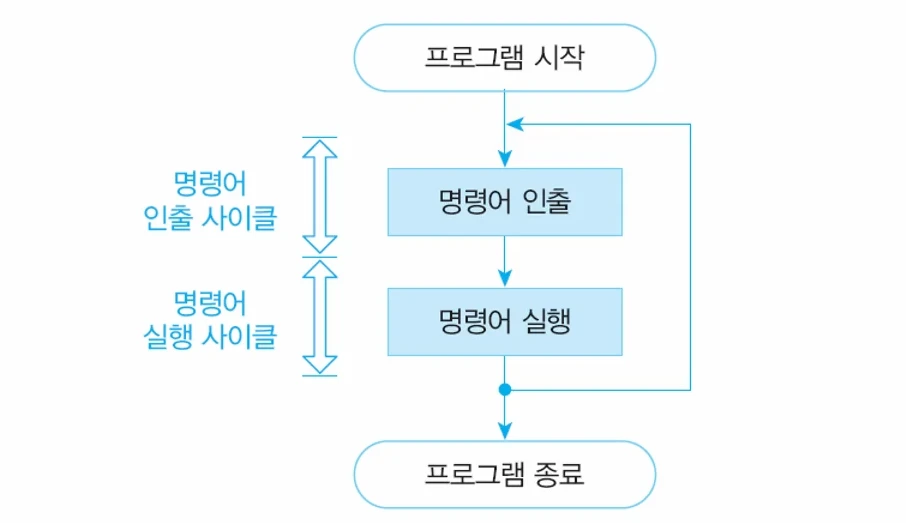 프로그램 시작
명령어
인출 사이클
명령어 인출
명령어
실행 사이클
명령어 실행
프로그램 종료